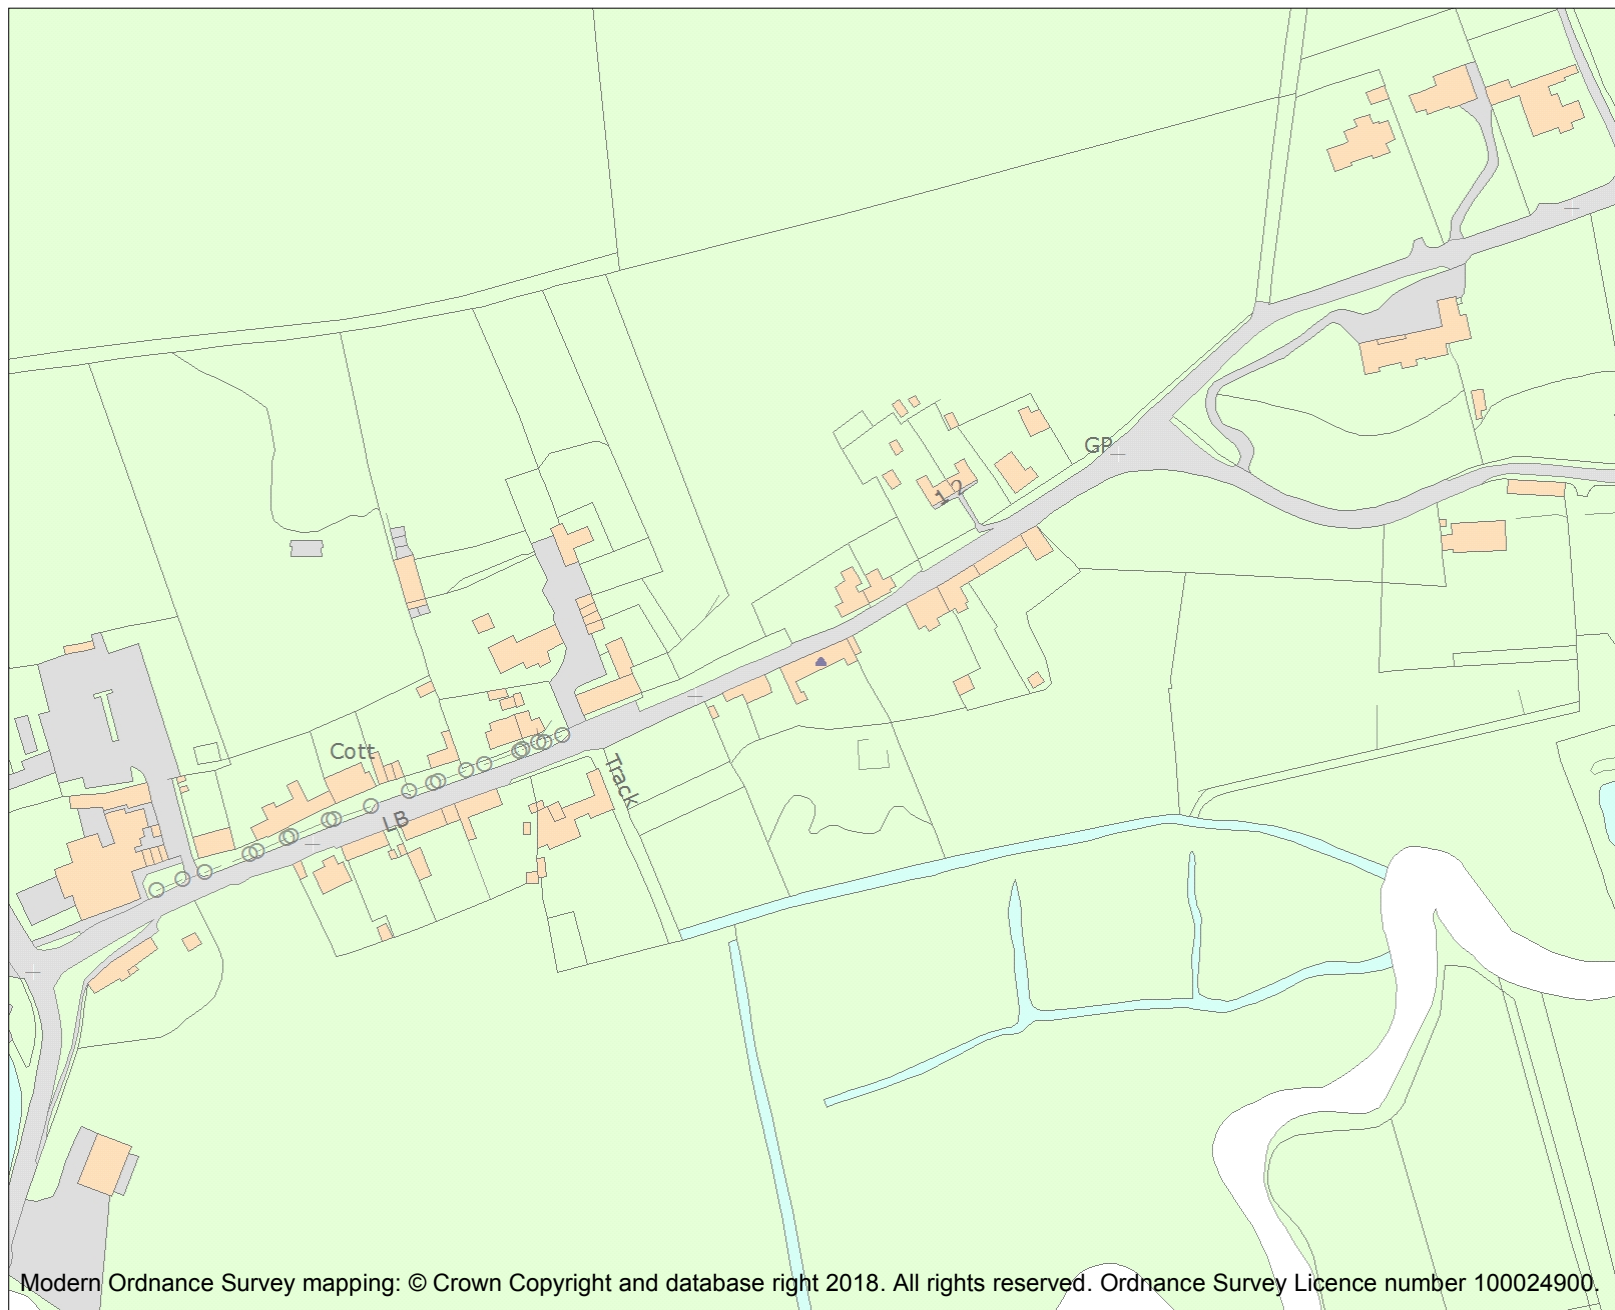 GP
1 2
Cott
Track
LB
Modern Ordnance Survey mapping: © Crown Copyright and database right 2018. All rights reserved. Ordnance Survey Licence number 100024900.